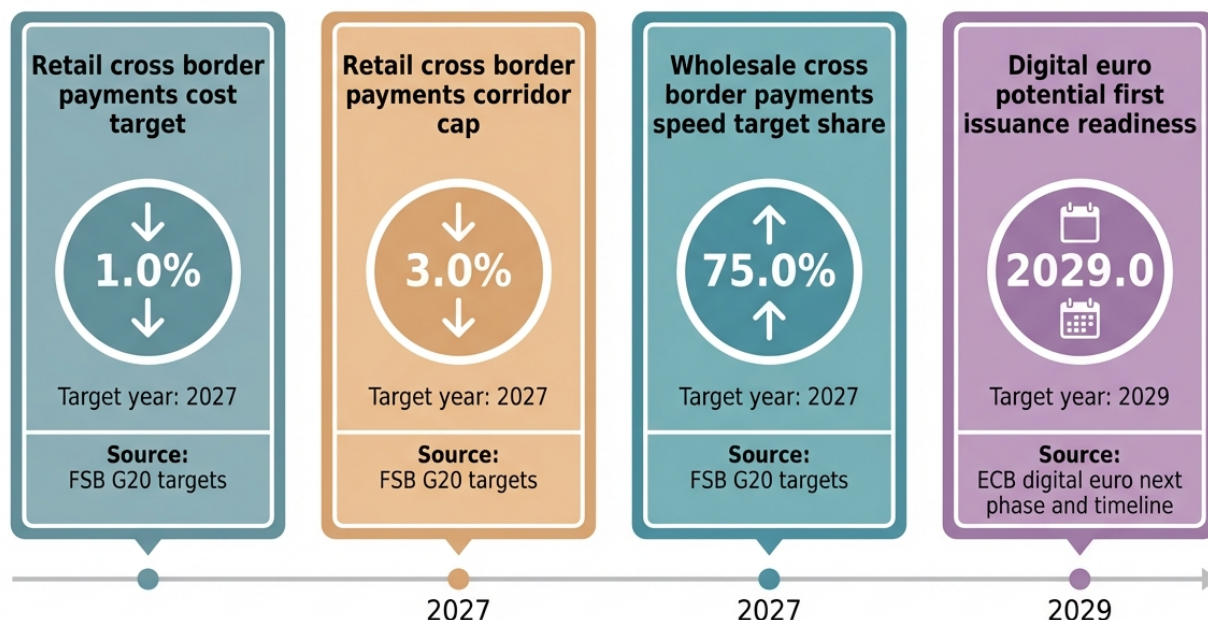 Retail cross border
payments cost
target
1.0%
Target year: 2027
Source:
FSB G20 targets
Retail cross border
payments corridor
cap
3.0%
Target year: 2027
Source:
FSB G20 targets
Wholesale cross
border payments
speed target share
75.0%
Target year: 2027
Source:
FSB G20 targets
Digital euro
potential first
issuance readiness
2029.0
Target year: 2029
Source:
ECB digital euro next
phase and timeline
2027
2027
2029